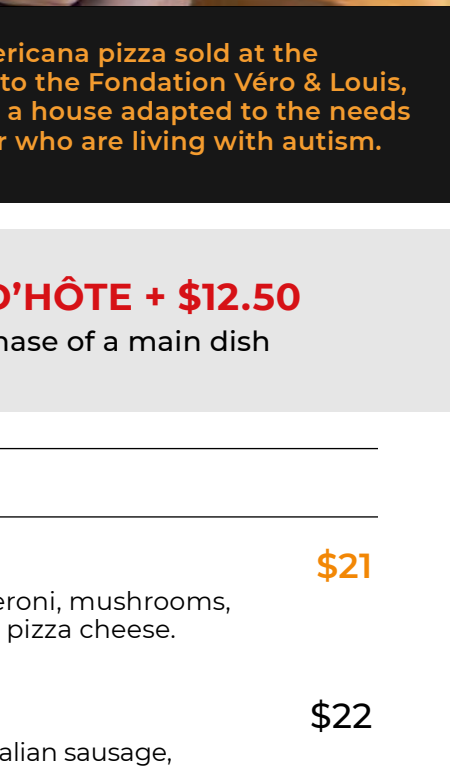 ericana pizza sold at the
to the Fondation Véro & Louis,
a house adapted to the needs
r who are living with autism.
D’HÔTE + $12.50
hase of a main dish
$21
eroni, mushrooms,
pizza cheese.
$22
alian sausage,